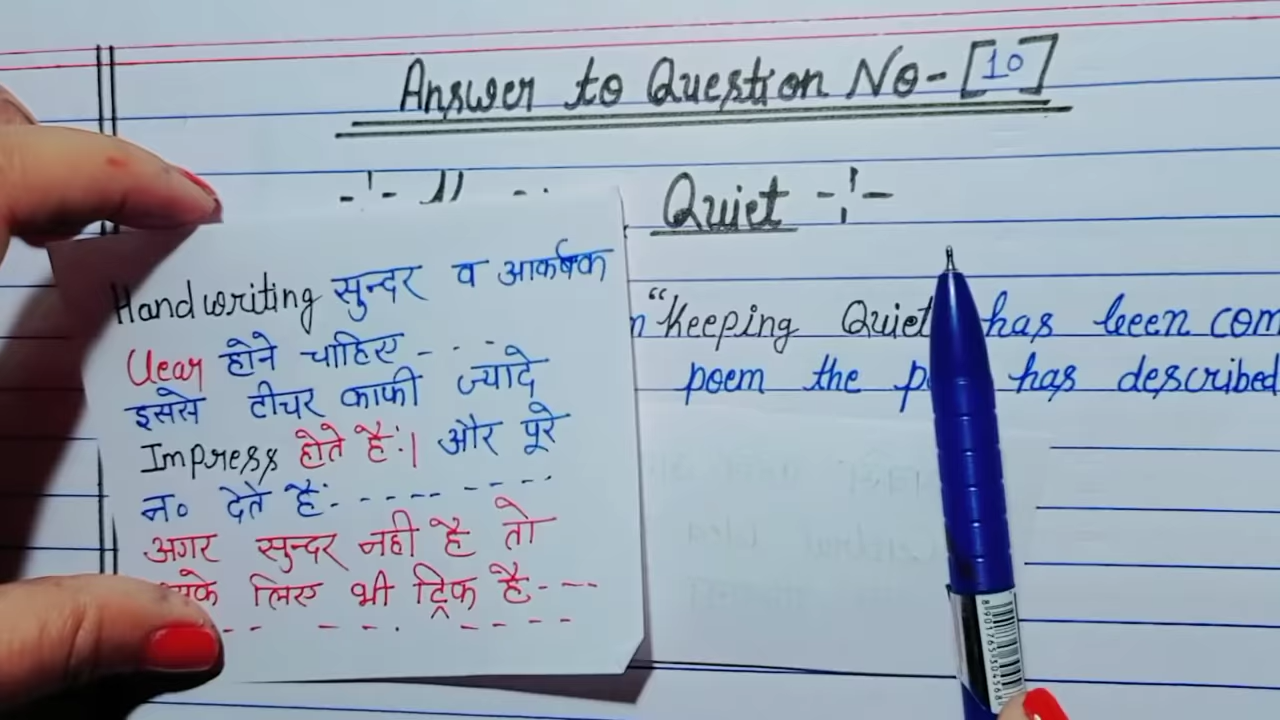 Answer to Question No-[10]
Quiet -:-
Handwriting सुन्दर व आकर्षक
Clear होने चाहिए - - - -
इससे टीचर काफी ज्यादे
Impress होते हैं:। और पूरे
न० देते हैं:- - - - - - - - -
अगर सुन्दर नही है तो
लिए भी ट्रिक है- - --
"Keeping Quiet has been com
poem the has described